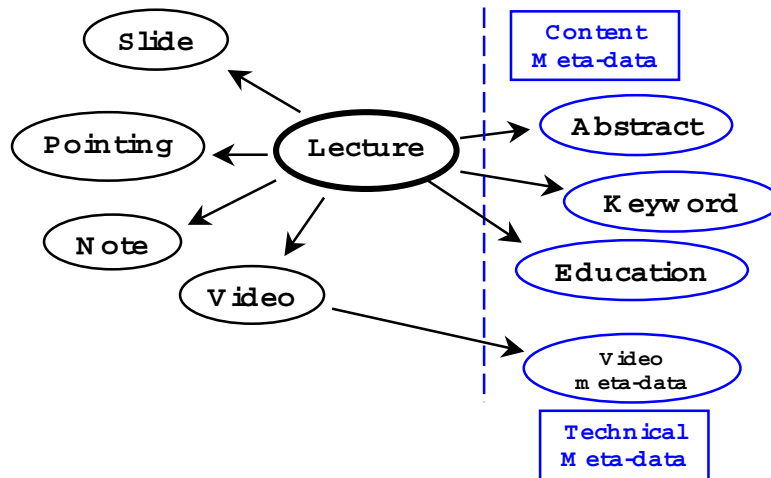 Slide
Content
Meta-data
Pointing
Lecture
Abstract
Keyword
Note
Education
Video
Video
meta-data
Technical
Meta-data